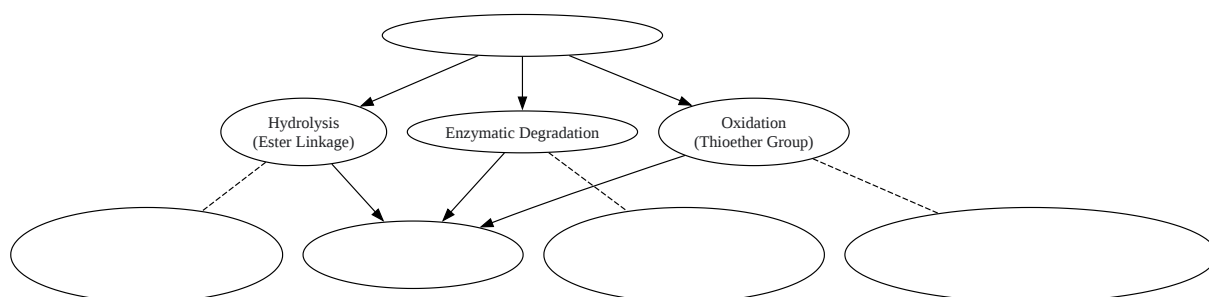 Hydrolysis
(Ester Linkage)
Enzymatic Degradation
Oxidation
(Thioether Group)